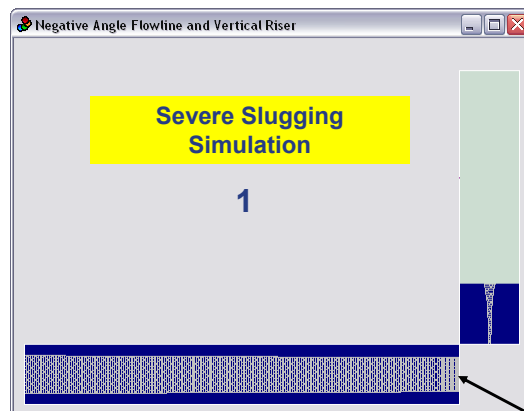 Negative Angle Flowline and Vertical Riser
Severe Slugging
Simulation
1